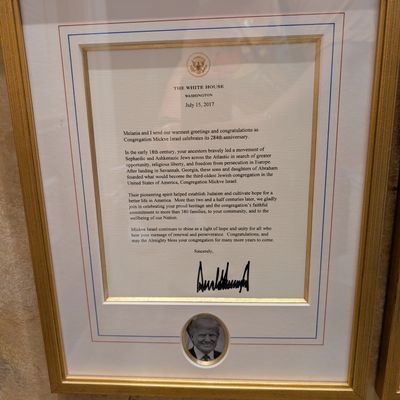 THE WHITE HOUSE
WASHINGTON
July 15, 2017
Melania and I send our warmest greetings and congratulations as
Congregation Mickve Israel celebrates its 284th anniversary.
In the early 18th century, your ancestors bravely led a movement of
Sephardic and Ashkenazic Jews across the Atlantic in search of greater
opportunity, religious liberty, and freedom from persecution in Europe.
After landing in Savannah, Georgia, these sons and daughters of Abraham
founded what would become the third-oldest Jewish congregation in the
United States of America, Congregation Mickve Israel.
Their pioneering spirit helped establish Judaism and cultivate hope for a
better life in America. More than two and a half centuries later, we gladly
join in celebrating your proud heritage and the congregation's faithful
commitment to more than 380 families, to your community, and to the
wellbeing of our Nation.
Mickve Israel continues to shine as a light of hope and unity for all who
hear your message of renewal and perseverance. Congratulations, and
may the Almighty bless your congregation for many more years to come.
Sincerely,